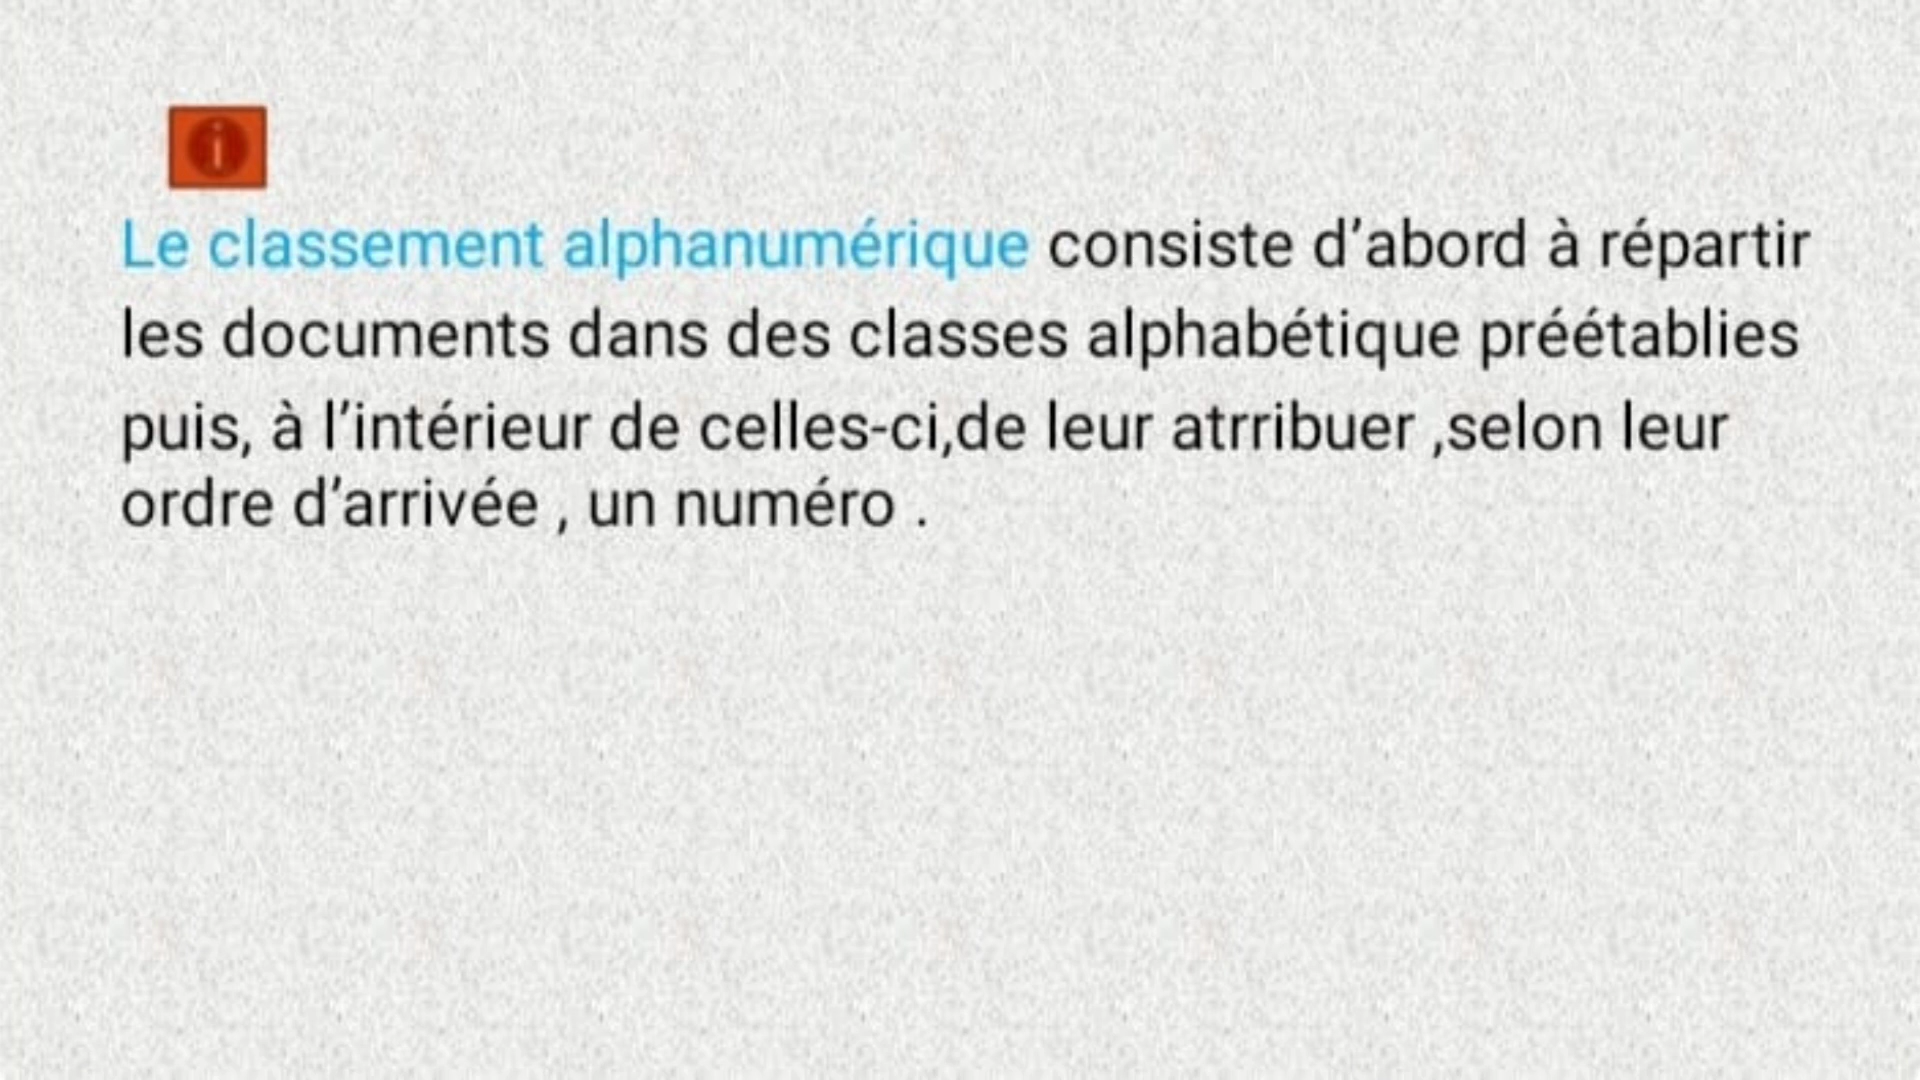 i
Le classement alphanumérique consiste d’abord à répartir
les documents dans des classes alphabétique préétablies
puis, à l’intérieur de celles-ci,de leur atrribuer ,selon leur
ordre d’arrivée , un numéro .